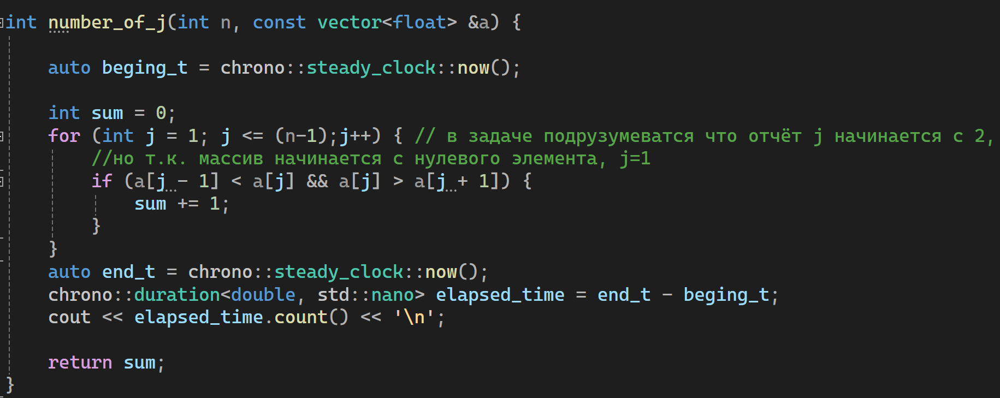 int number_of_j(int n, const vector<float> &a) {
auto beging_t = chrono::steady_clock::now();
int sum = 0;
for (int j = 1; j <= (n-1);j++) { // в задаче подрузумеватся что отчёт j начинается с 2,
//но т.к. массив начинается с нулевого элемента, j=1
if (a[j - 1] < a[j] && a[j] > a[j + 1]) {
sum += 1;
}
}
auto end_t = chrono::steady_clock::now();
chrono::duration<double, std::nano> elapsed_time = end_t - beging_t;
cout << elapsed_time.count() << '\n';
return sum;
}